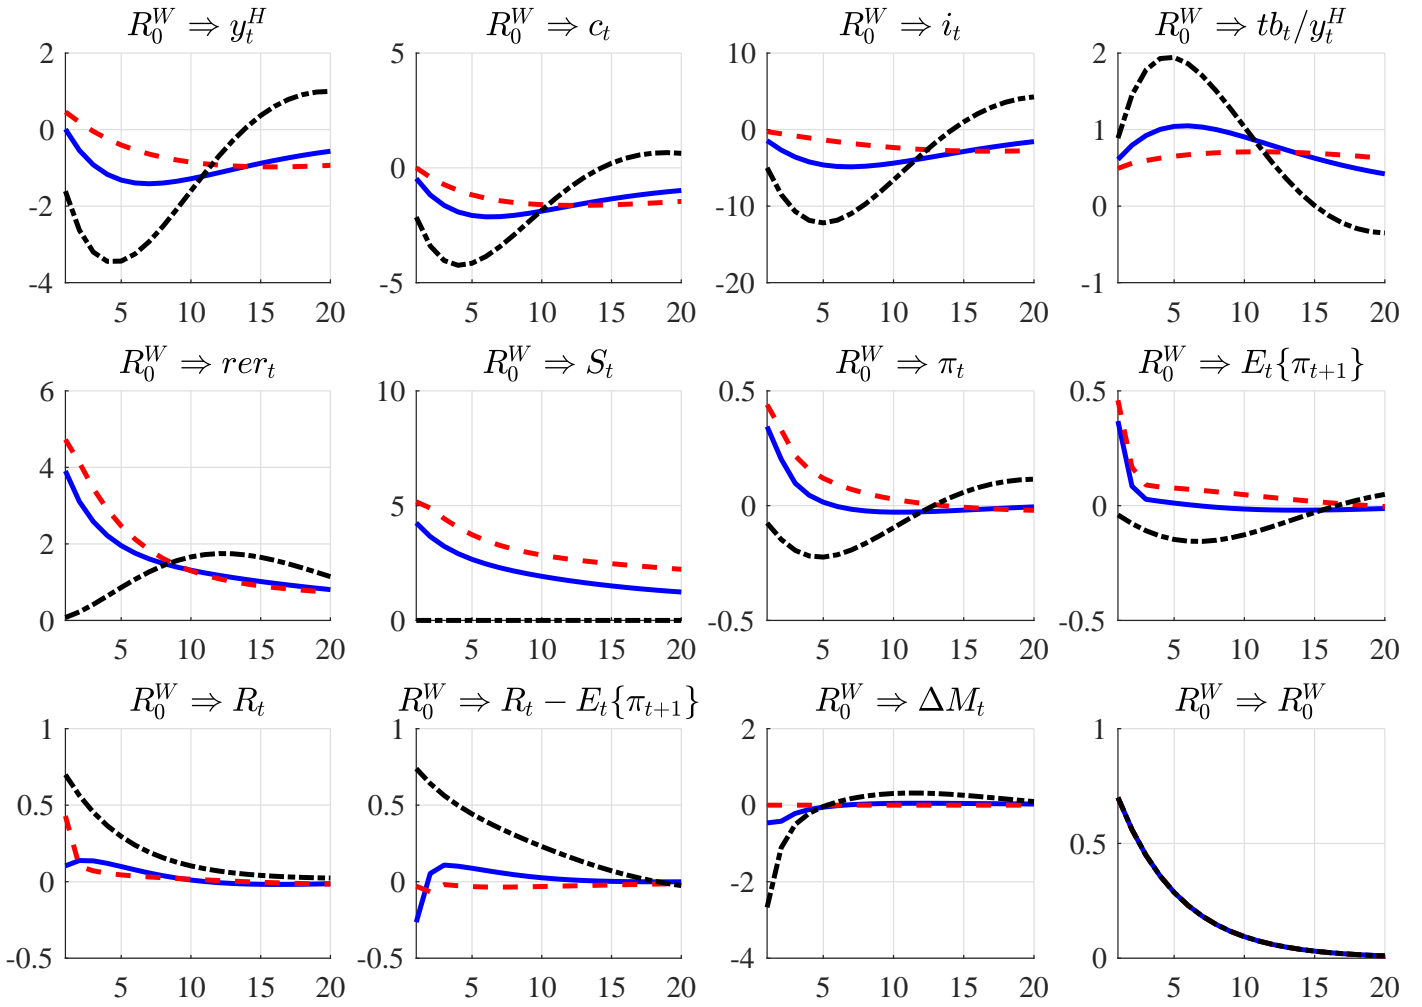 R_0^W ⇒ y_t^H
R_0^W ⇒ c_t
R_0^W ⇒ i_t
R_0^W ⇒ tb_t/y_t^H
2
0
-2
-4
5 10 15 20
5
0
-5
5 10 15 20
10
0
-10
-20
5 10 15 20
2
1
0
-1
5 10 15 20
R_0^W ⇒ rer_t
R_0^W ⇒ S_t
R_0^W ⇒ π_t
R_0^W ⇒ E_t{π_{t+1}}
6
4
2
0
5 10 15 20
10
5
0
5 10 15 20
0.5
0
-0.5
5 10 15 20
0.5
0
-0.5
5 10 15 20
R_0^W ⇒ R_t
R_0^W ⇒ R_t − E_t{π_{t+1}}
R_0^W ⇒ ΔM_t
R_0^W ⇒ R_0^W
1
0.5
0
-0.5
5 10 15 20
1
0.5
0
-0.5
5 10 15 20
2
0
-2
-4
5 10 15 20
1
0.5
0
5 10 15 20